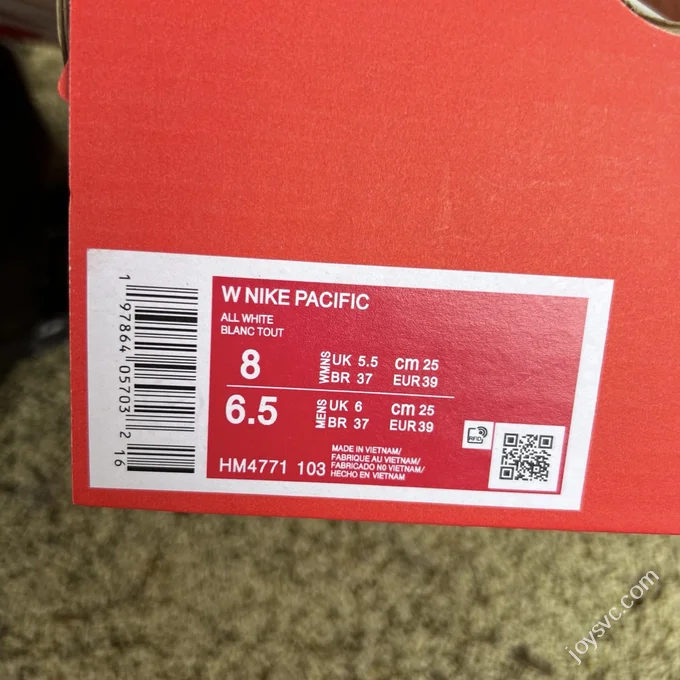 W NIKE PACIFIC
ALL WHITE
BLANC TOUT
8 WMNS UK 5.5 cm 25
BR 37 EUR 39
6.5 MENS UK 6 cm 25
BR 37 EUR 39
HM4771 103
MADE IN VIETNAM/
FABRIQUE AU VIETNAM/
FABRICADO NO VIETNAM/
HECHO EN VIETNAM
RFID
1 97864 05703 2 16
joysvc.com